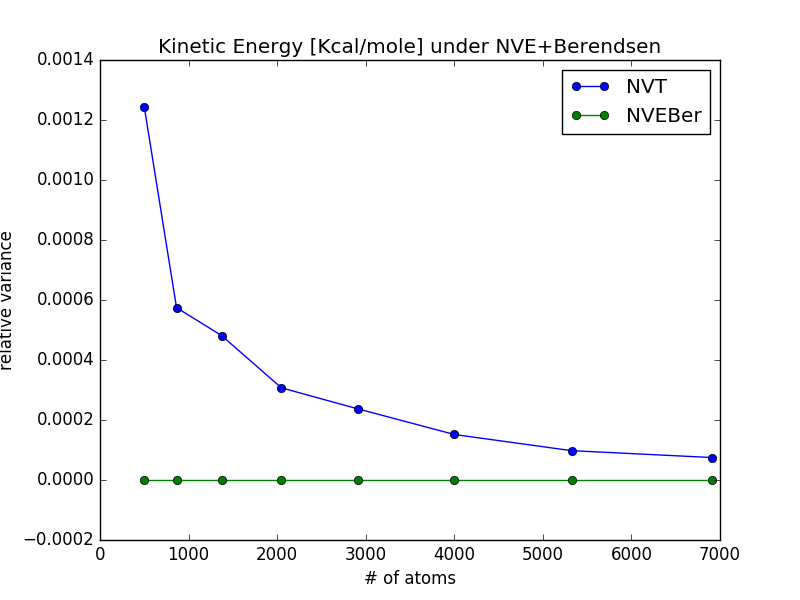 Kinetic Energy [Kcal/mole] under NVE+Berendsen
0.0014
0.0012
0.0010
0.0008
0.0006
0.0004
0.0002
0.0000
−0.0002
relative variance
NVT
NVEBer
0 1000 2000 3000 4000 5000 6000 7000
# of atoms